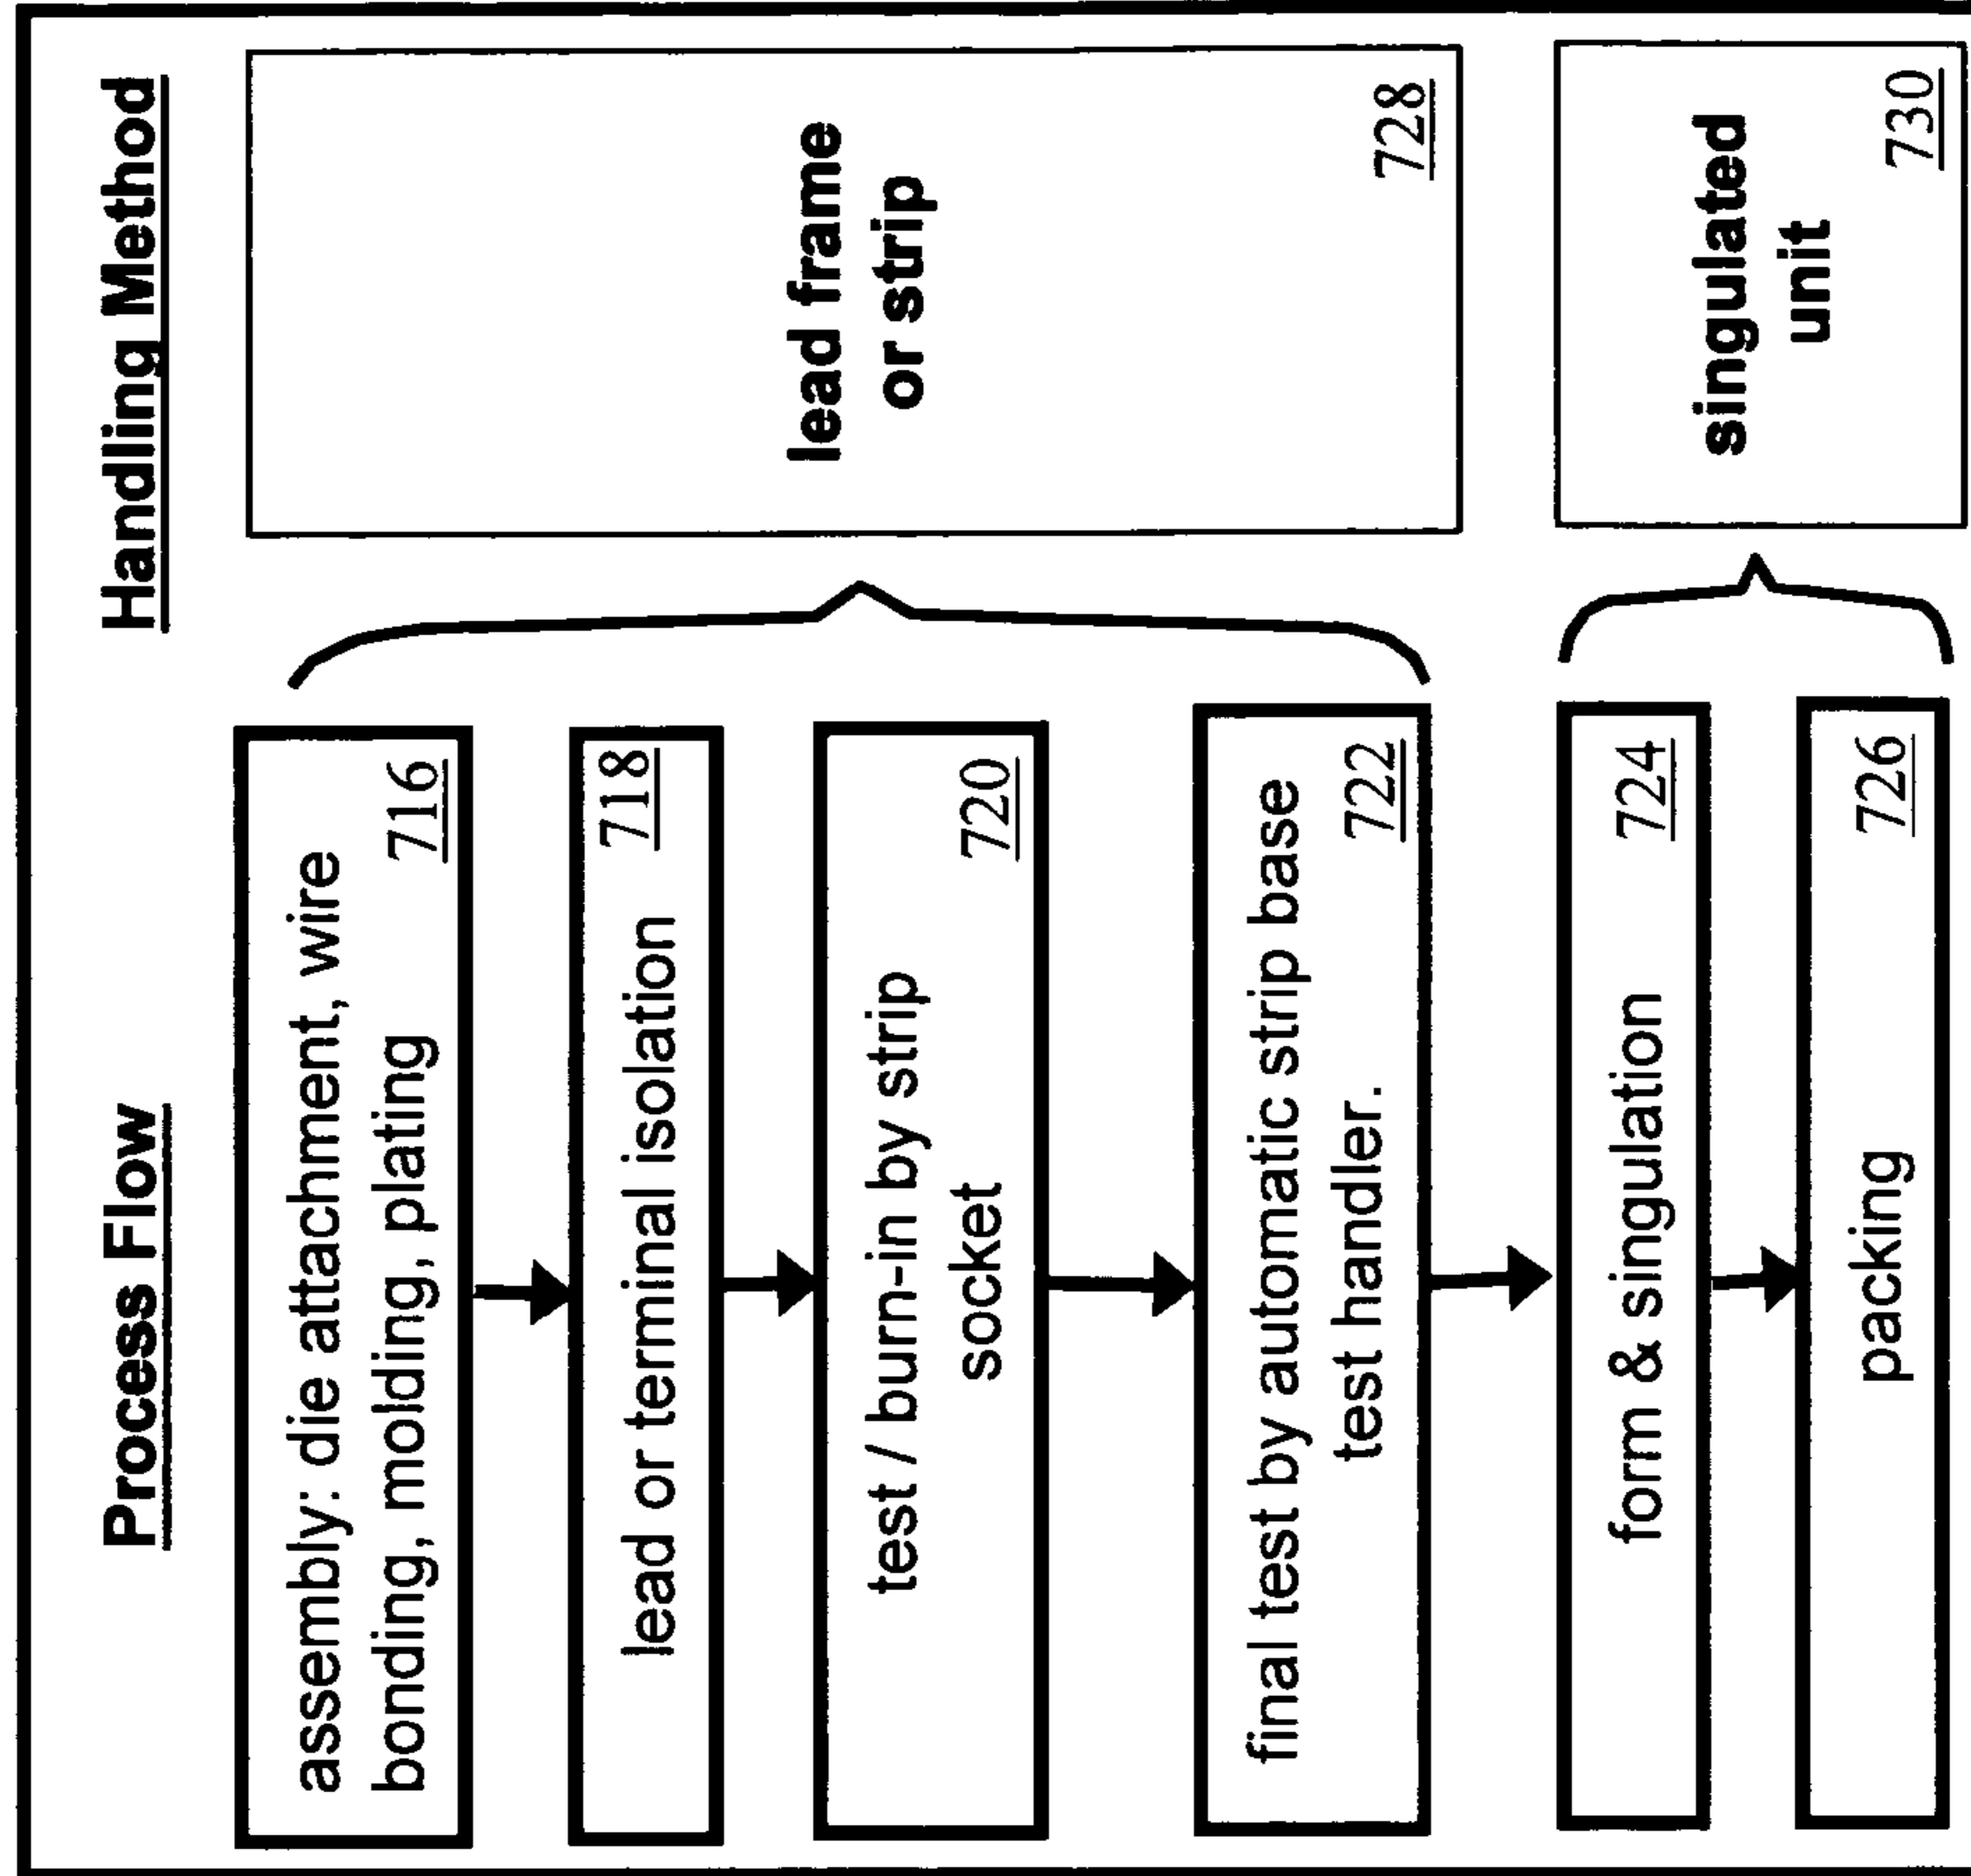 Process Flow
Handling Method
assembly: die attachment, wire
bonding, molding, plating
716
lead or terminal isolation
718
test / burn-in by strip
socket
720
final test by automatic strip base
test handler.
722
form & singulation
724
packing
726
lead frame
or strip
728
singulated
unit
730